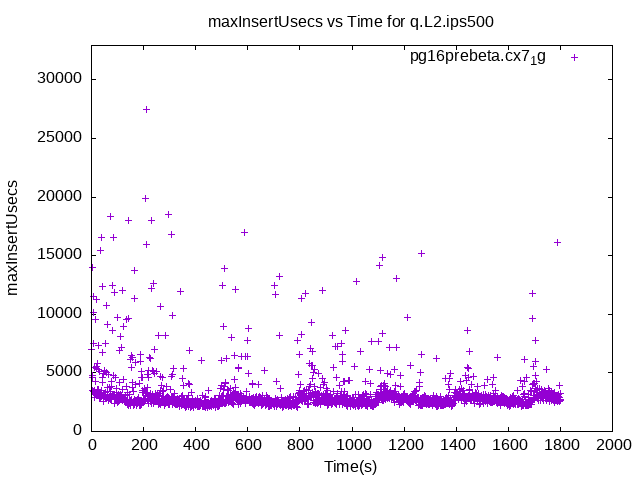 maxInsertUsecs vs Time for q.L2.ips500
pg16prebeta.cx7₁g
30000
25000
20000
15000
10000
5000
0
maxInsertUsecs
0 200 400 600 800 1000 1200 1400 1600 1800 2000
Time(s)